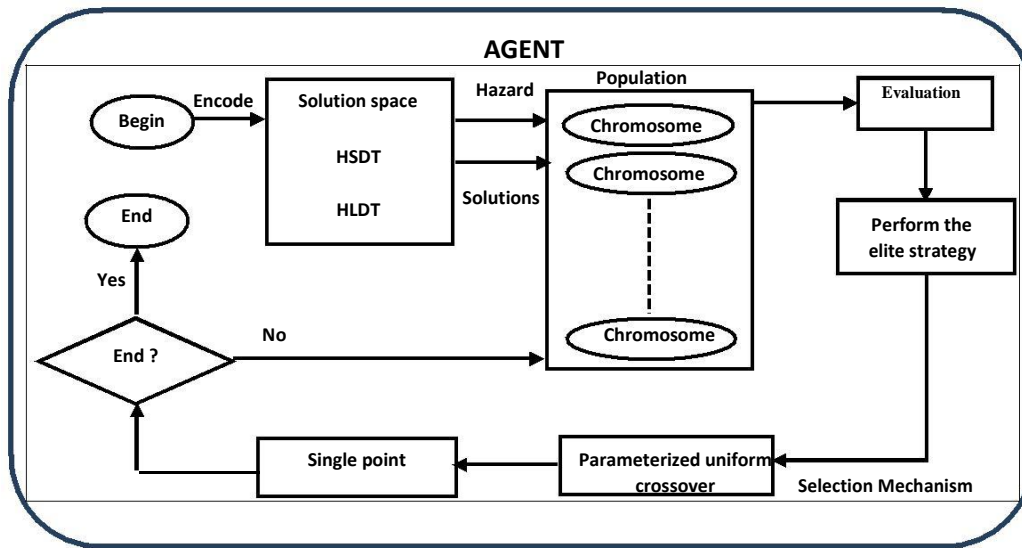 AGENT
Population
Encode
Solution space
Hazard
Evaluation
Begin
Chromosome
HSDT
Chromosome
Solutions
HLDT
End
Perform the
elite strategy
Yes
No
Chromosome
End ?
Single point
Parameterized uniform
crossover
Selection Mechanism